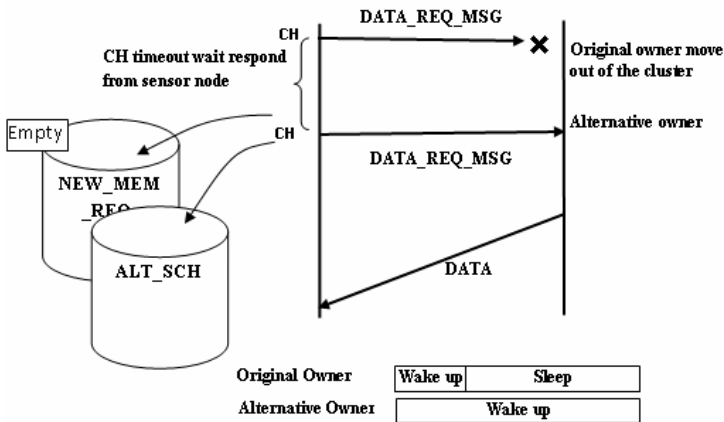 DATA_REQ_MSG
CH
CH timeout wait respond
from sensor node
Original owner move
out of the cluster
Empty
CH
Alternative owner
DATA_REQ_MSG
NEW_MEM
_REQ
ALT_SCH
DATA
Original Owner
Wake up
Sleep
Alternative Owner
Wake up